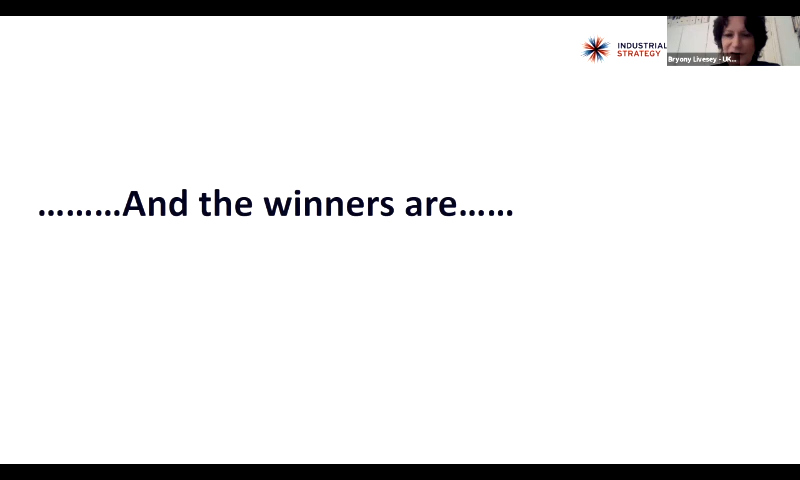 INDUSTRIAL
STRATEGY
Bryony Livesey - UK...
………And the winners are……